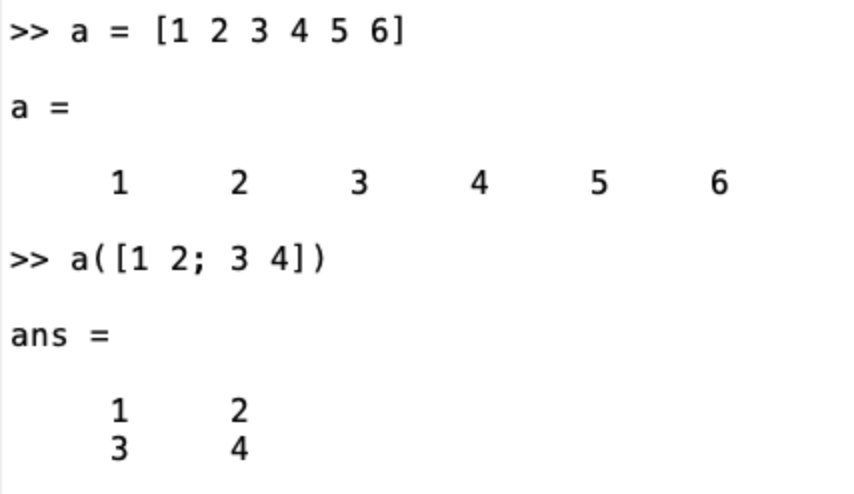 >> a = [1 2 3 4 5 6]
a =
1 2 3 4 5 6
>> a([1 2; 3 4])
ans =
1 2
3 4